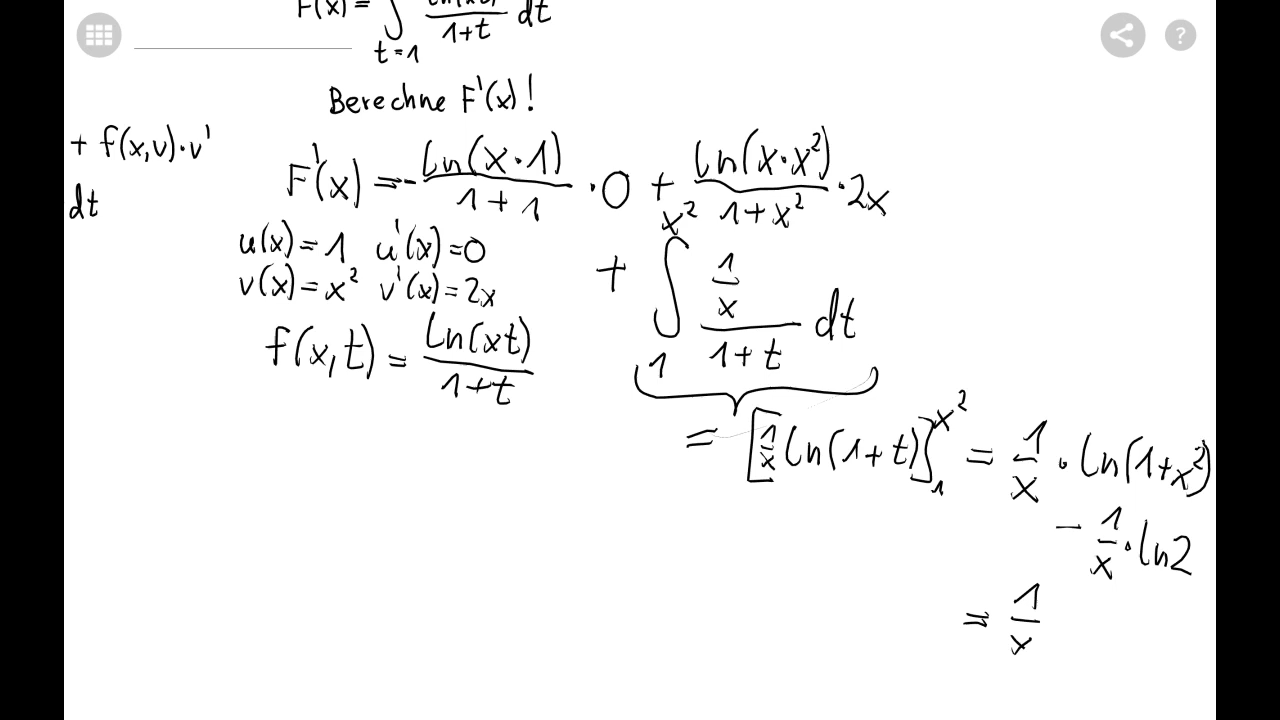 F(x) = ∫ ln(xt)/(1+t) dt
t=1
Berechne F'(x)!
+ f(x,v)·v'
dt
F'(x) = - ln(x·1)/(1+1) · 0 + ln(x·x²)/(1+x²) · 2x
u(x) = 1 u'(x) = 0
v(x) = x² v'(x) = 2x
+ ∫₁^(x²) (1/x)/(1+t) dt
f(x,t) = ln(xt)/(1+t)
= [1/x ln(1+t)]₁^(x²) = 1/x · ln(1+x²)
- 1/x · ln2
= 1/x
?